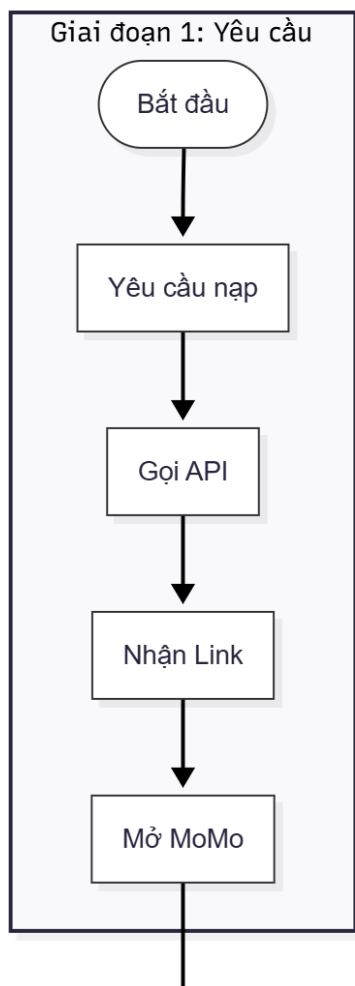 Giai đoạn 1: Yêu cầu
Bắt đầu
Yêu cầu nạp
Gọi API
Nhận Link
Mở MoMo